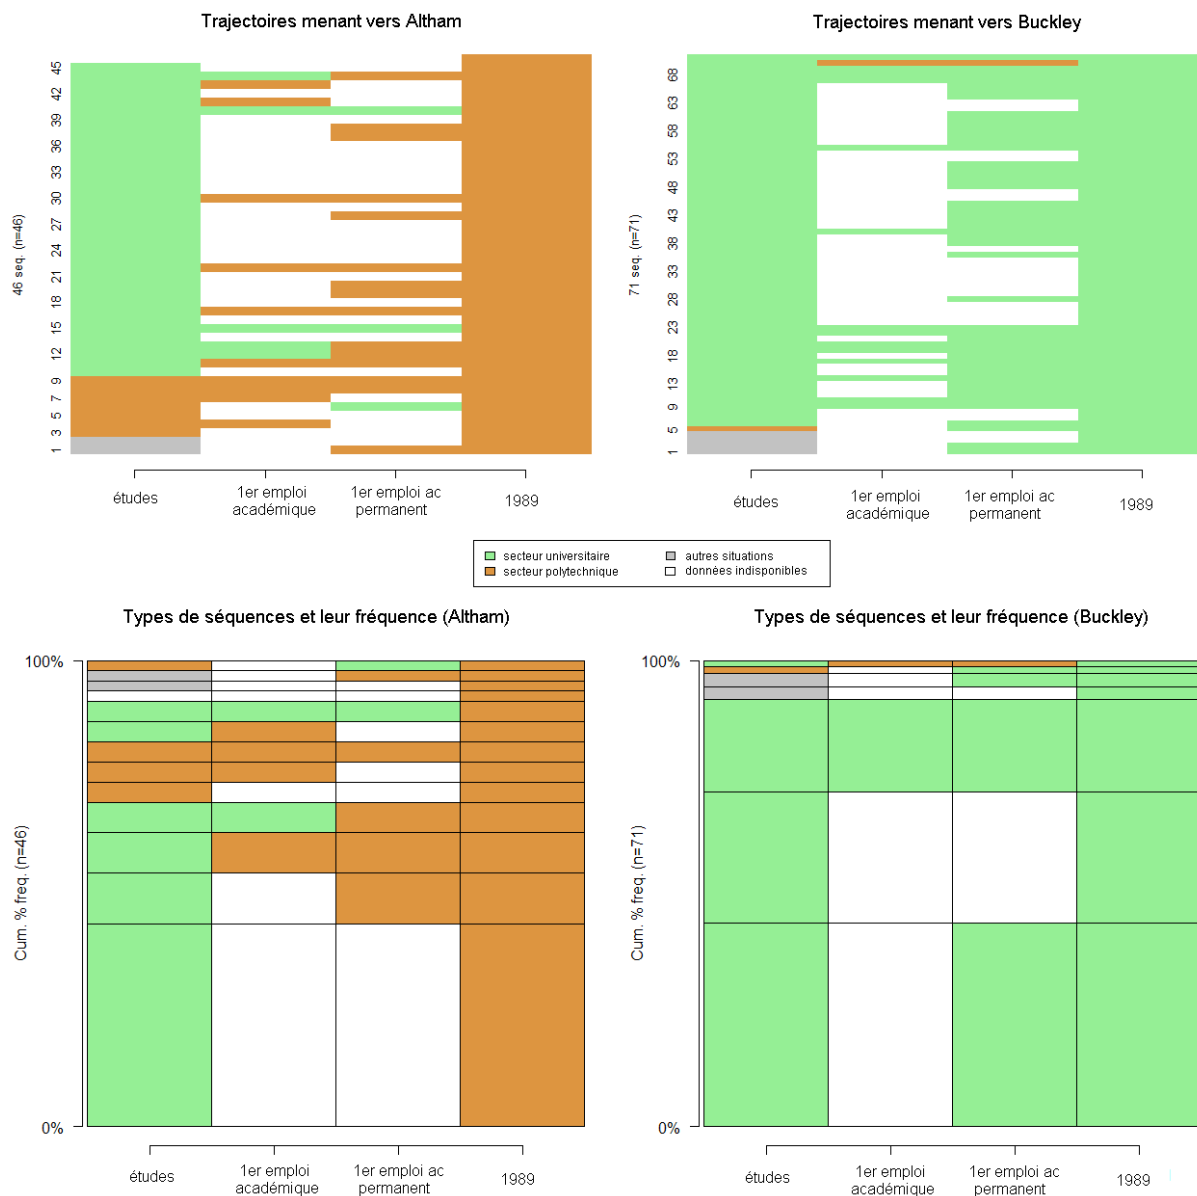 Trajectoires menant vers Altham
46 seq. (n=46)
45
42
39
36
33
30
27
24
21
18
15
12
9
7
5
3
1
études
1er emploi
académique
1er emploi ac
permanent
1989
Trajectoires menant vers Buckley
71 seq. (n=71)
68
63
58
53
48
43
38
33
28
23
18
13
9
5
1
études
1er emploi
académique
1er emploi ac
permanent
1989
secteur universitaire
secteur polytechnique
autres situations
données indisponibles
Types de séquences et leur fréquence (Altham)
Cum. % freq. (n=46)
100%
0%
études
1er emploi
académique
1er emploi ac
permanent
1989
Types de séquences et leur fréquence (Buckley)
Cum. % freq. (n=71)
100%
0%
études
1er emploi
académique
1er emploi ac
permanent
1989